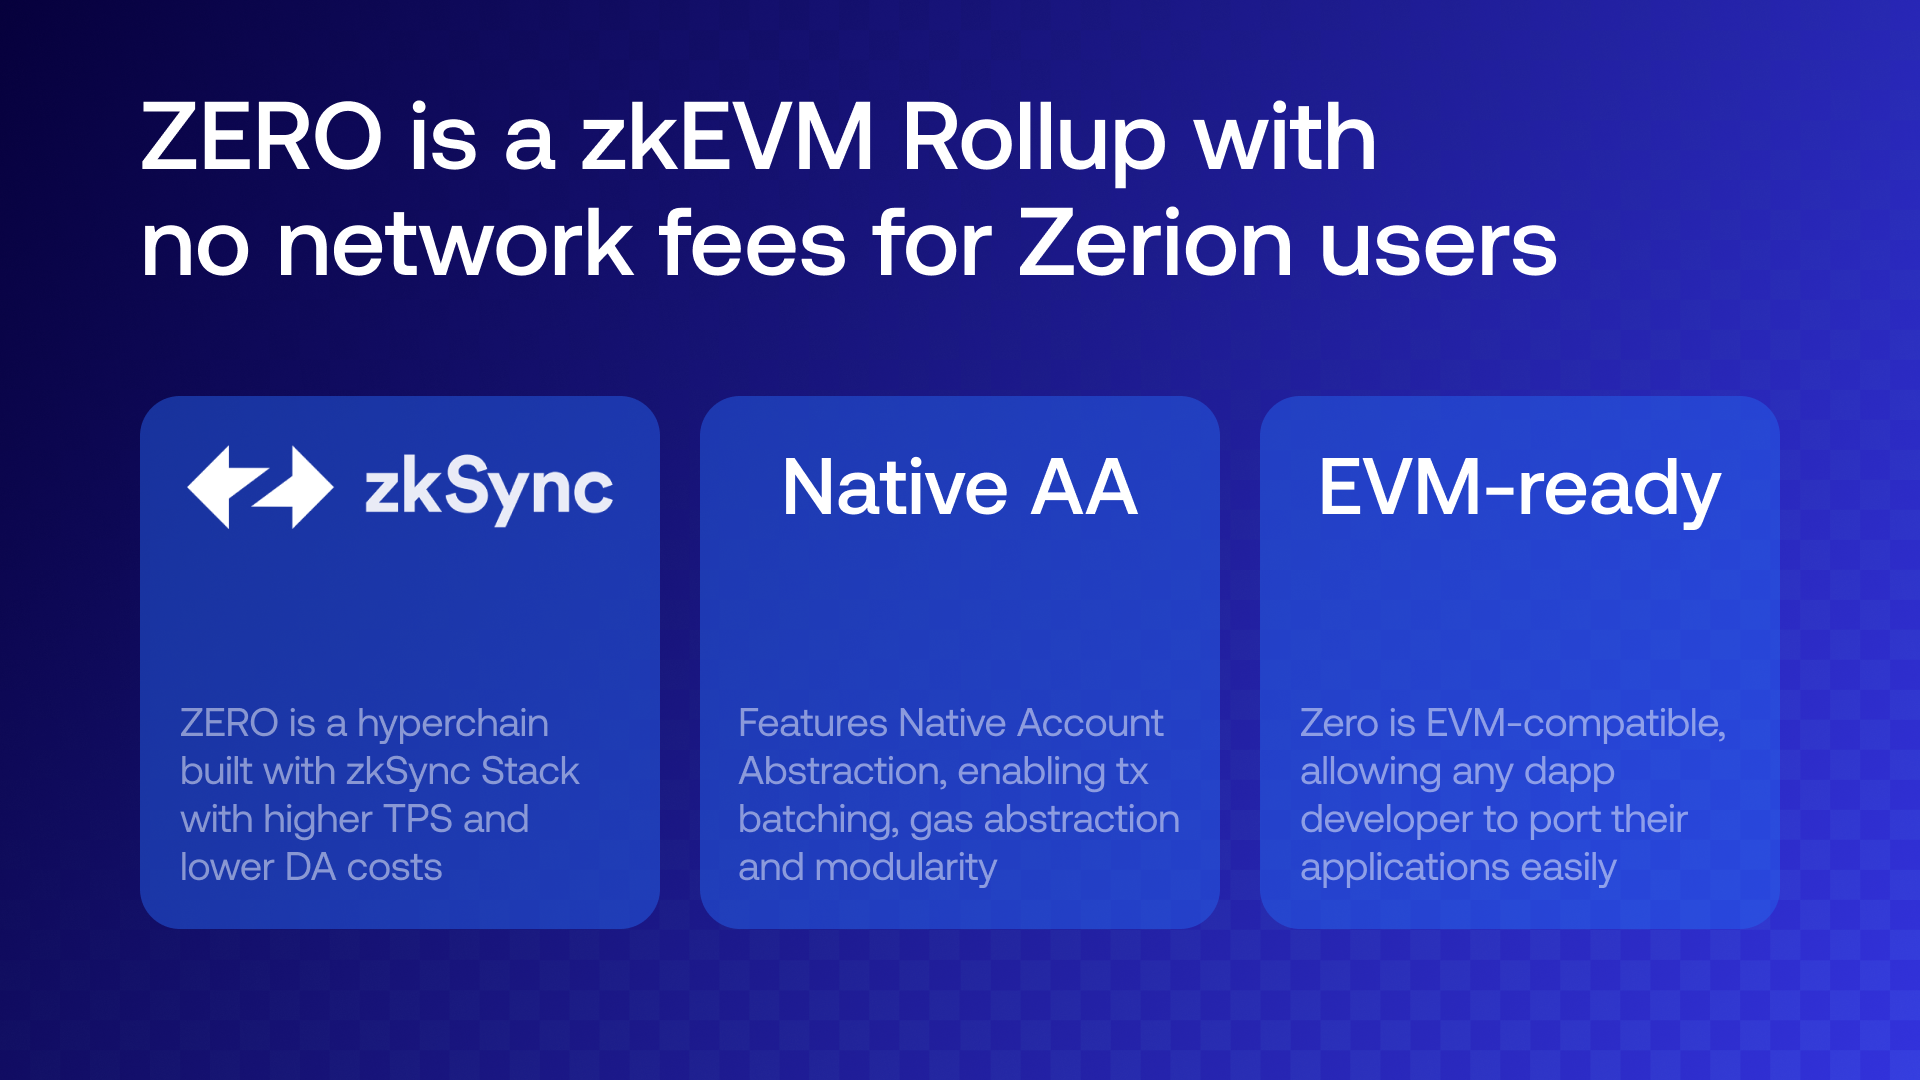 ZERO is a zkEVM Rollup with
no network fees for Zerion users
zkSync
ZERO is a hyperchain
built with zkSync Stack
with higher TPS and
lower DA costs
Native AA
Features Native Account
Abstraction, enabling tx
batching, gas abstraction
and modularity
EVM-ready
Zero is EVM-compatible,
allowing any dapp
developer to port their
applications easily